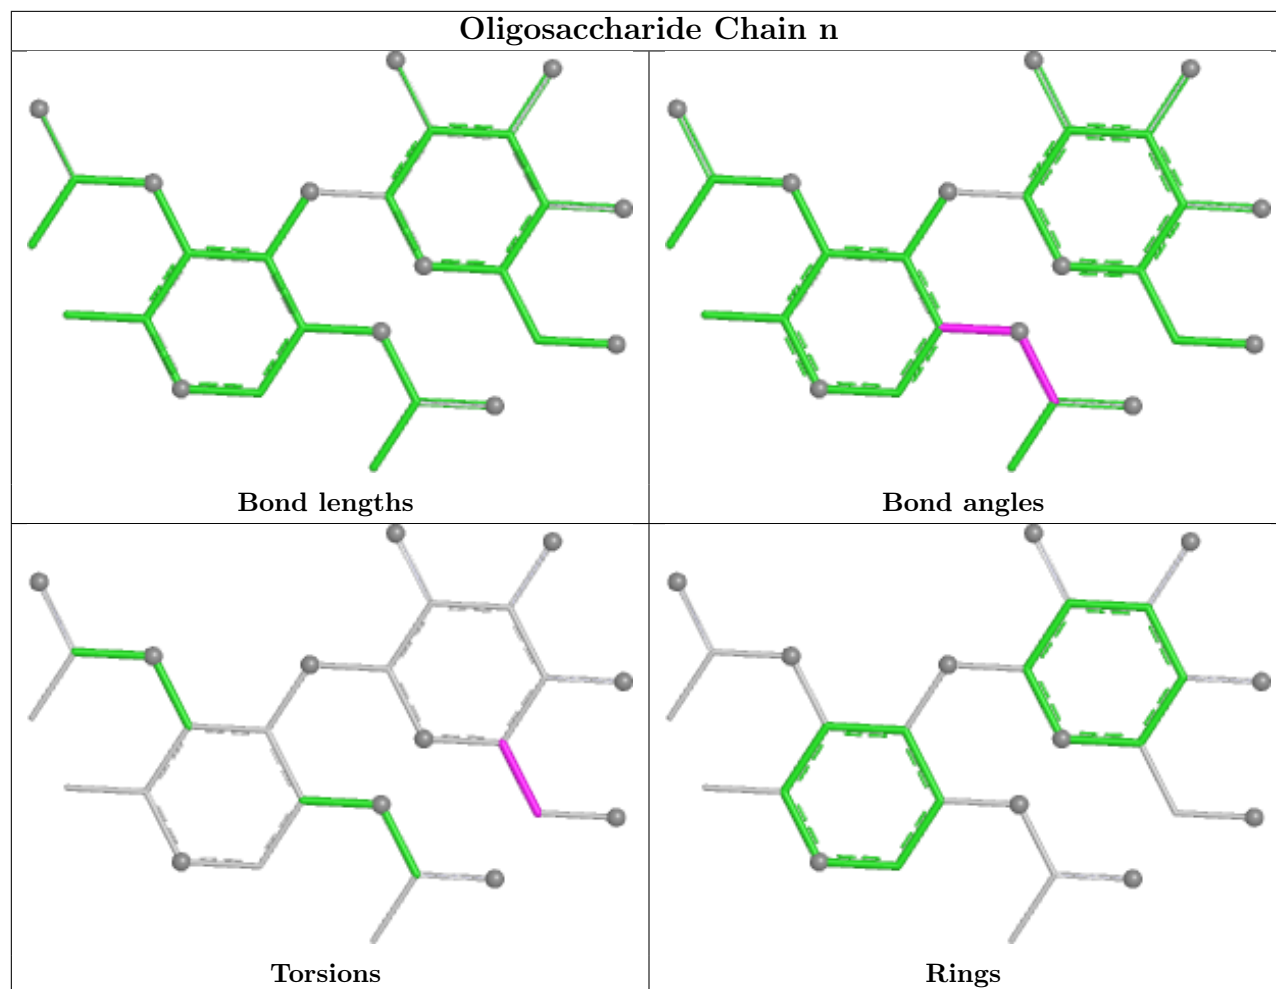 Oligosaccharide Chain n
Bond lengths
Bond angles
Torsions
Rings